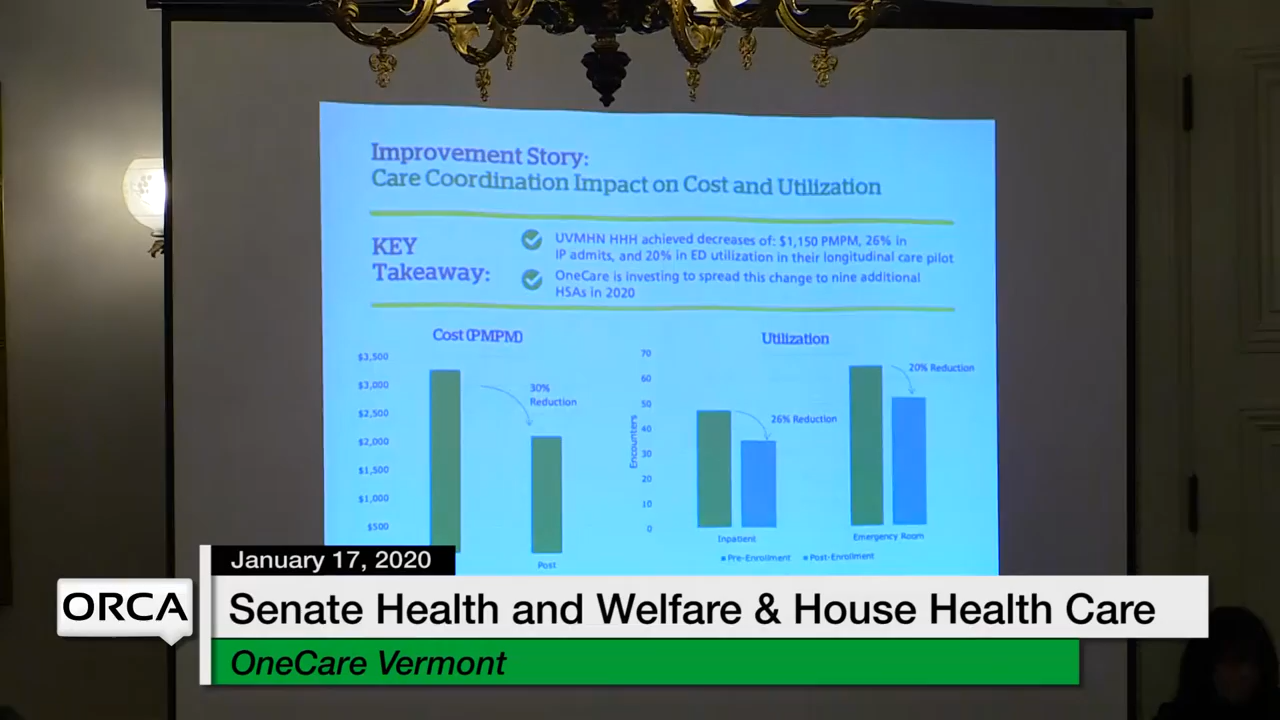 Improvement Story:
Care Coordination Impact on Cost and Utilization
KEY
Takeaway:
UVMHN HHH achieved decreases of: $1,150 PMPM, 26% in
IP admits, and 20% in ED utilization in their longitudinal care pilot
OneCare is investing to spread this change to nine additional
HSAs in 2020
Cost (PMPM)
$3,500
$3,000
$2,500
$2,000
$1,500
$1,000
$500
30%
Reduction
Post
Utilization
70
60
50
40
30
20
10
0
Encounters
26% Reduction
20% Reduction
Inpatient
Emergency Room
Pre-Enrollment
Post-Enrollment
January 17, 2020
ORCA
Senate Health and Welfare & House Health Care
OneCare Vermont